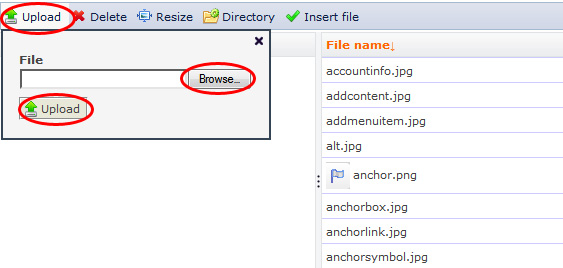 Upload Delete Resize Directory Insert file
File
Browse...
Upload
File name↓
accountinfo.jpg
addcontent.jpg
addmenuitem.jpg
alt.jpg
anchor.png
anchorbox.jpg
anchorlink.jpg
anchorsymbol.jpg